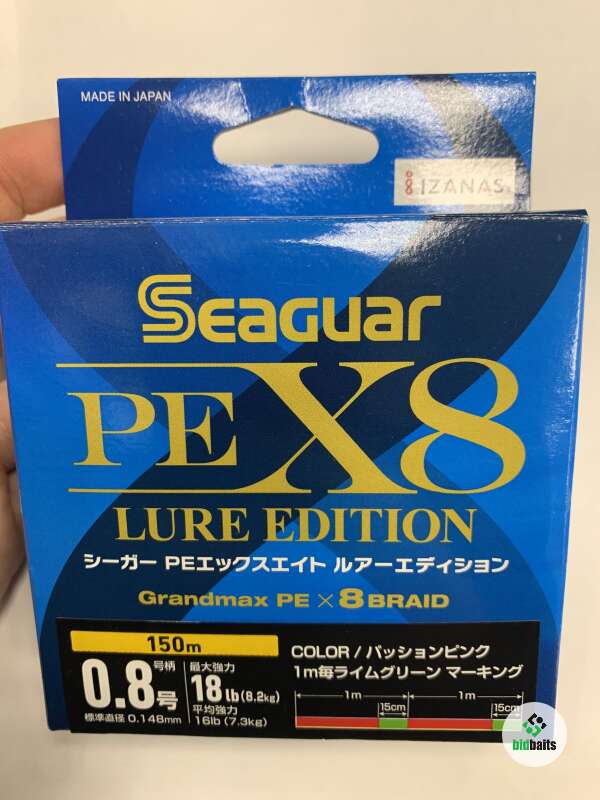 MADE IN JAPAN
IZANAS
Seaguar
PEX8
LURE EDITION
シーガー PEエックスエイト ルアーエディション
Grandmax PE×8BRAID
150m
0.8号
号柄
標準直径 0.148mm
最大強力
18lb(8.2kg)
平均強力
16lb(7.3kg)
COLOR / パッションピンク
1m毎ライムグリーン マーキング
1m 1m
15cm 15cm
bidbaits